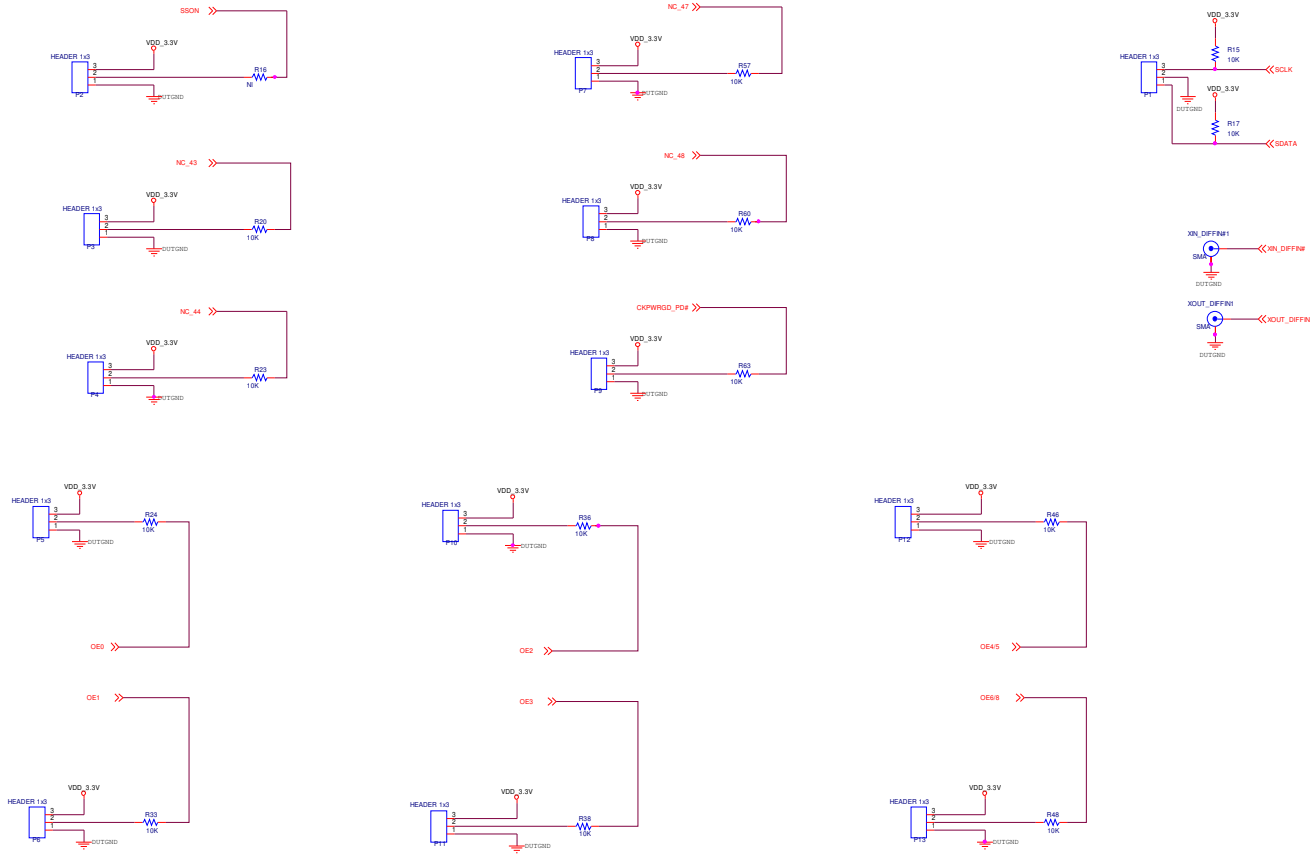 SSON
VDD_3.3V
HEADER 1x3
3
2
1
P2
R16
NI
DUTGND
NC_47
VDD_3.3V
HEADER 1x3
3
2
1
P7
R57
10K
DUTGND
VDD_3.3V
R15
10K
HEADER 1x3
3
2
1
P1
SCLK
VDD_3.3V
DUTGND
R17
10K
SDATA
NC_43
VDD_3.3V
HEADER 1x3
3
2
1
P3
R20
10K
DUTGND
NC_48
VDD_3.3V
HEADER 1x3
3
2
1
P8
R60
10K
DUTGND
XIN_DIFFIN#1
SMA
XIN_DIFFIN#
DUTGND
XOUT_DIFFIN1
SMA
XOUT_DIFFIN
DUTGND
NC_44
VDD_3.3V
HEADER 1x3
3
2
1
P4
R23
10K
DUTGND
CKPWRGD_PD#
VDD_3.3V
HEADER 1x3
3
2
1
P9
R63
10K
DUTGND
VDD_3.3V
HEADER 1x3
3
2
1
P5
R24
10K
DUTGND
OE0
VDD_3.3V
HEADER 1x3
3
2
1
P10
R36
10K
DUTGND
OE2
VDD_3.3V
HEADER 1x3
3
2
1
P12
R46
10K
DUTGND
OE4/5
OE1
VDD_3.3V
HEADER 1x3
3
2
1
P6
R33
10K
DUTGND
OE3
VDD_3.3V
HEADER 1x3
3
2
1
P11
R38
10K
DUTGND
OE6/8
VDD_3.3V
HEADER 1x3
3
2
1
P13
R48
10K
DUTGND